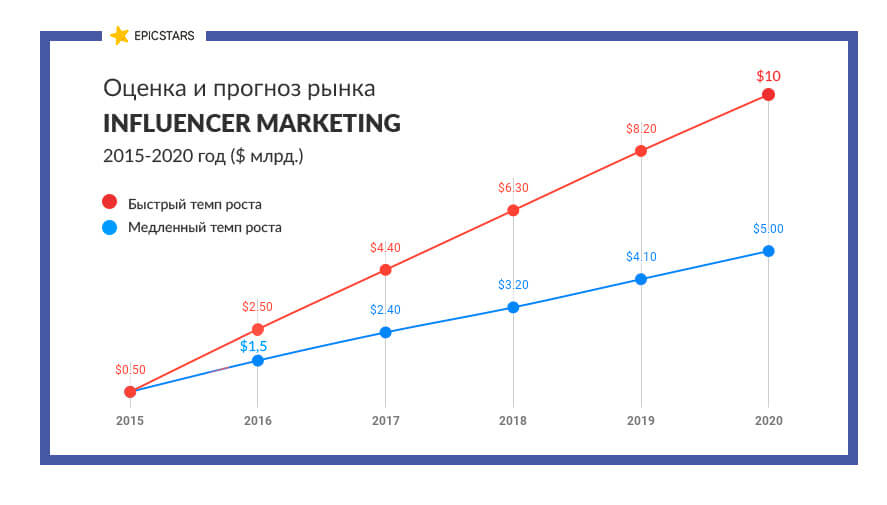 EPICSTARS
Оценка и прогноз рынка
INFLUENCER MARKETING
2015-2020 год ($ млрд.)
Быстрый темп роста
Медленный темп роста
$10
$8.20
$6.30
$5.00
$4.40
$4.10
$3.20
$2.50
$2.40
$1,5
$0.50
2015 2016 2017 2018 2019 2020